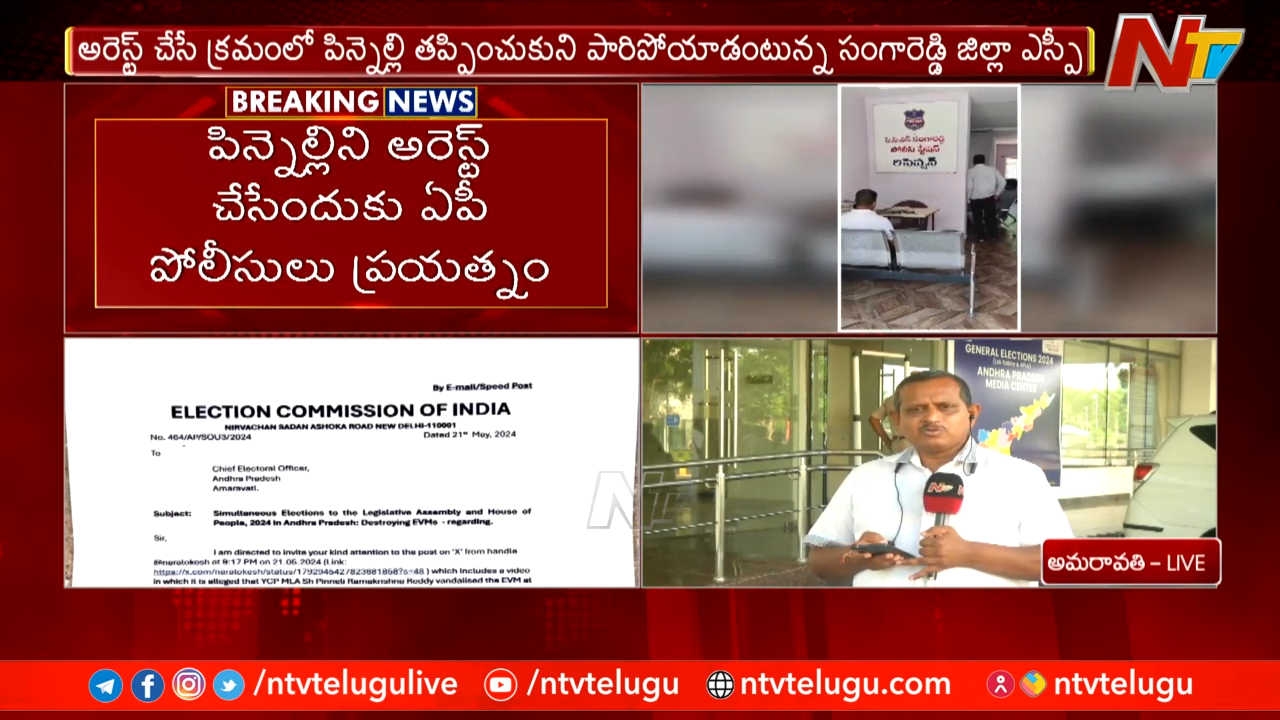 అరెస్ట్ చేసే క్రమంలో పిన్నెల్లి తప్పించుకుని పారిపోయాడంటున్న సంగారెడ్డి జిల్లా ఎస్పీ
NTV
BREAKING NEWS
పిన్నెల్లిని అరెస్ట్
చేసేందుకు ఏపీ
పోలీసులు ప్రయత్నం
సి.సి.ఎస్ సంగారెడ్డి
పోలీస్ స్టేషన్
రిసెప్షన్
By E-mail/Speed Post
ELECTION COMMISSION OF INDIA
NIRVACHAN SADAN ASHOKA ROAD NEW DELHI-110001
No. 464/AP/SOU3/2024 Dated 21st May, 2024
To
Chief Electoral Officer,
Andhra Pradesh
Amaravati.
Subject: Simultaneous Elections to the Legislative Assembly and House of
People, 2024 in Andhra Pradesh: Destroying EVMs - regarding.
Sir,
I am directed to invite your kind attention to the post on 'X' from handle
@naralokesh at 9:17 PM on 21.05.2024 (Link:
which includes a video
in which it is alleged that YCP MLA Sh Pinneli Ramakrishna Reddy vandalised the EVM at
GENERAL ELECTIONS 2024
ANDHRA PRADESH
MEDIA CENTER
NTV
అమరావతి – LIVE
/ntvtelugulive /ntvtelugu ntvtelugu.com ntvtelugu